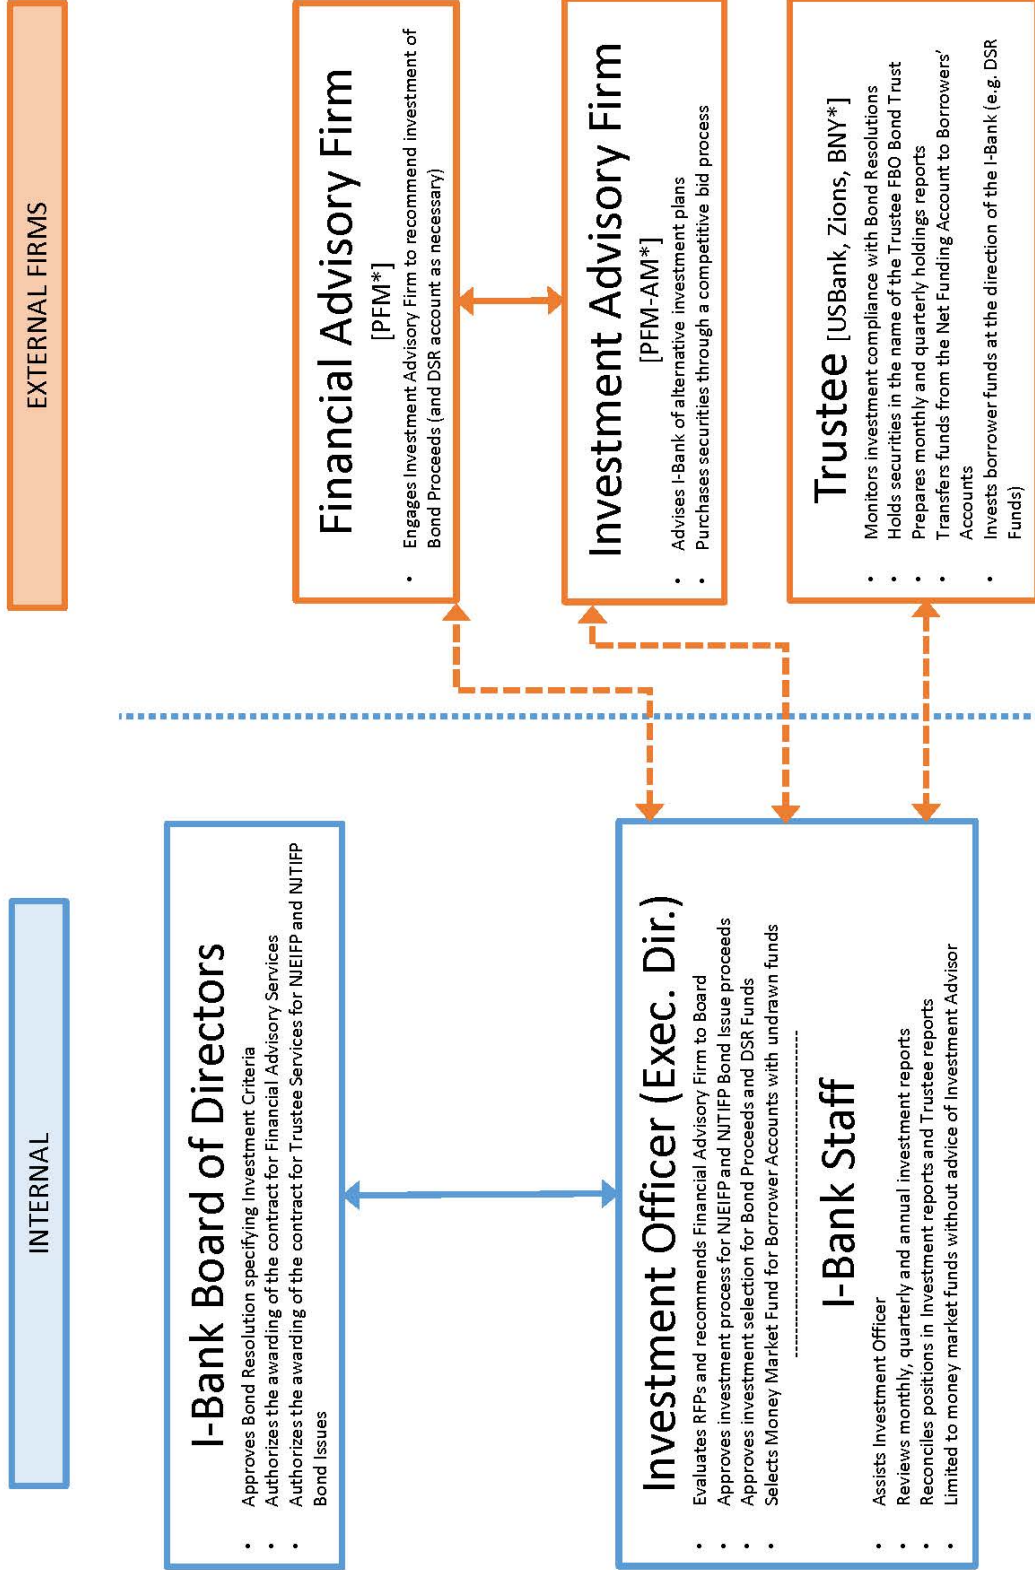 INTERNAL
I-Bank Board of Directors
• Approves Bond Resolution specifying Investment Criteria
• Authorizes the awarding of the contract for Financial Advisory Services
• Authorizes the awarding of the contract for Trustee Services for NJEIFP and NJTIFP
Bond Issues
Investment Officer (Exec. Dir.)
• Evaluates RFPs and recommends Financial Advisory Firm to Board
• Approves investment process for NJEIFP and NJTIFP Bond Issue proceeds
• Approves investment selection for Bond Proceeds and DSR Funds
• Selects Money Market Fund for Borrower Accounts with undrawn funds
I-Bank Staff
• Assists Investment Officer
• Reviews monthly, quarterly and annual investment reports
• Reconciles positions in Investment reports and Trustee reports
• Limited to money market funds without advice of Investment Advisor
EXTERNAL FIRMS
Financial Advisory Firm
[PFM*]
• Engages Investment Advisory Firm to recommend investment of
Bond Proceeds (and DSR account as necessary)
Investment Advisory Firm
[PFM-AM*]
• Advises I-Bank of alternative investment plans
• Purchases securities through a competitive bid process
Trustee [USBank, Zions, BNY*]
• Monitors investment compliance with Bond Resolutions
• Holds securities in the name of the Trustee FBO Bond Trust
• Prepares monthly and quarterly holdings reports
• Transfers funds from the Net Funding Account to Borrowers'
Accounts
• Invests borrower funds at the direction of the I-Bank (e.g. DSR
Funds)